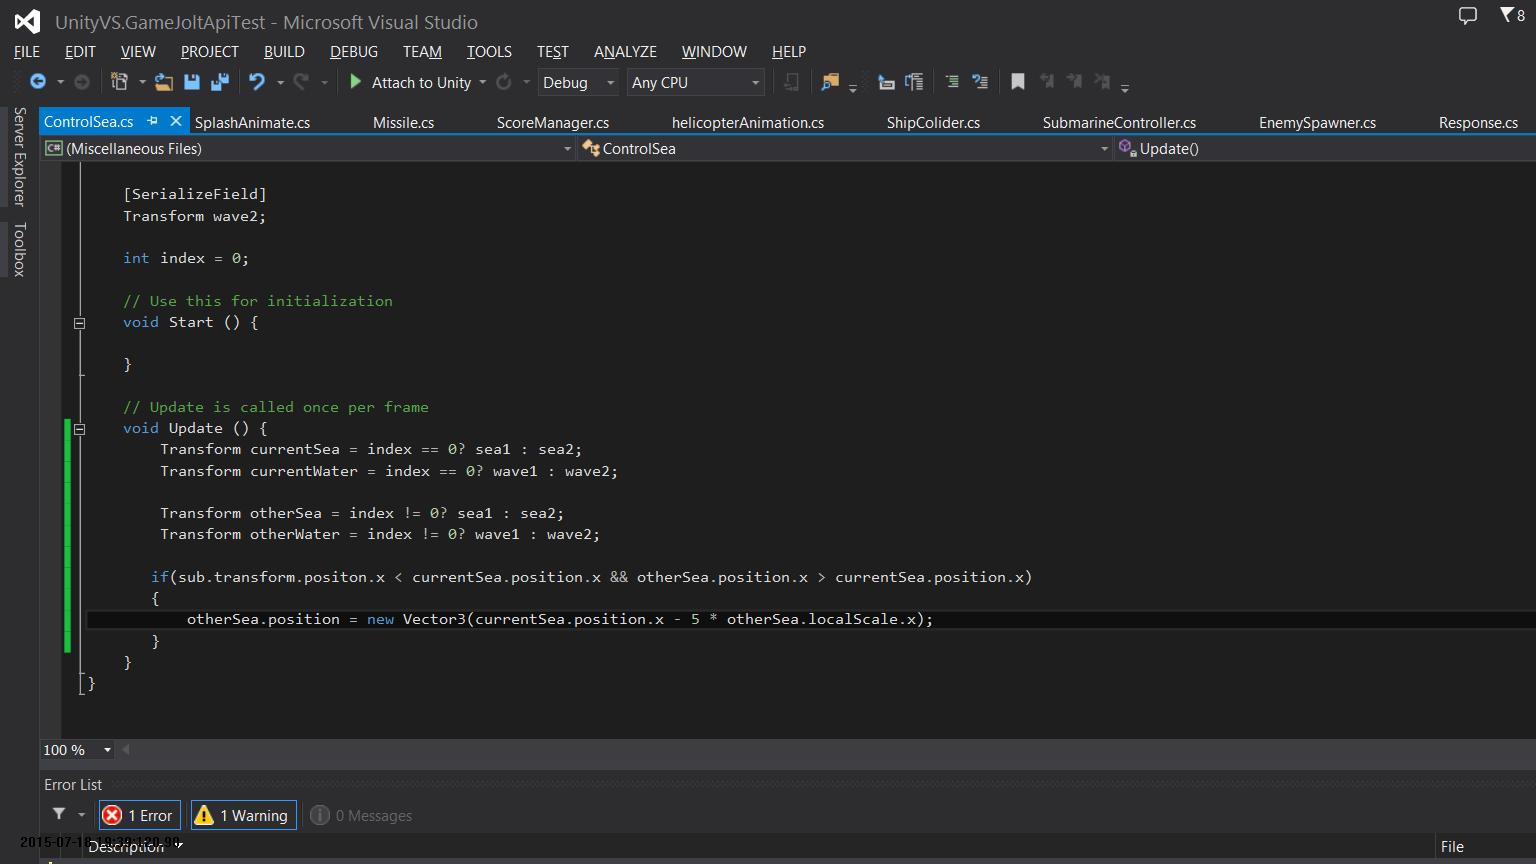 UnityVS.GameJoltApiTest - Microsoft Visual Studio
8
FILE EDIT VIEW PROJECT BUILD DEBUG TEAM TOOLS TEST ANALYZE WINDOW HELP
Attach to Unity Debug Any CPU
Server Explorer
Toolbox
ControlSea.cs SplashAnimate.cs Missile.cs ScoreManager.cs helicopterAnimation.cs ShipColider.cs SubmarineController.cs EnemySpawner.cs Response.cs
C# (Miscellaneous Files) ControlSea Update()
[SerializeField]
Transform wave2;
int index = 0;
// Use this for initialization
void Start () {
}
// Update is called once per frame
void Update () {
Transform currentSea = index == 0? sea1 : sea2;
Transform currentWater = index == 0? wave1 : wave2;
Transform otherSea = index != 0? sea1 : sea2;
Transform otherWater = index != 0? wave1 : wave2;
if(sub.transform.positon.x < currentSea.position.x && otherSea.position.x > currentSea.position.x)
{
otherSea.position = new Vector3(currentSea.position.x - 5 * otherSea.localScale.x);
}
}
}
100 %
Error List
1 Error 1 Warning 0 Messages
Description File